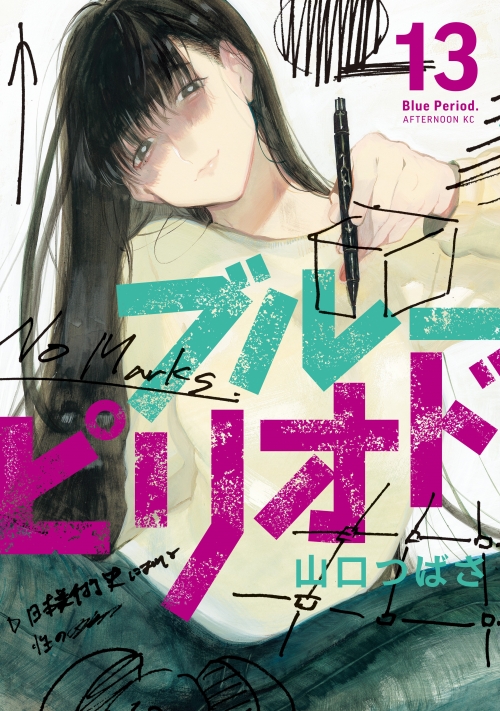 13
Blue Period.
AFTERNOON KC
ブルー
ピリオド
No Marks.
山口つばさ